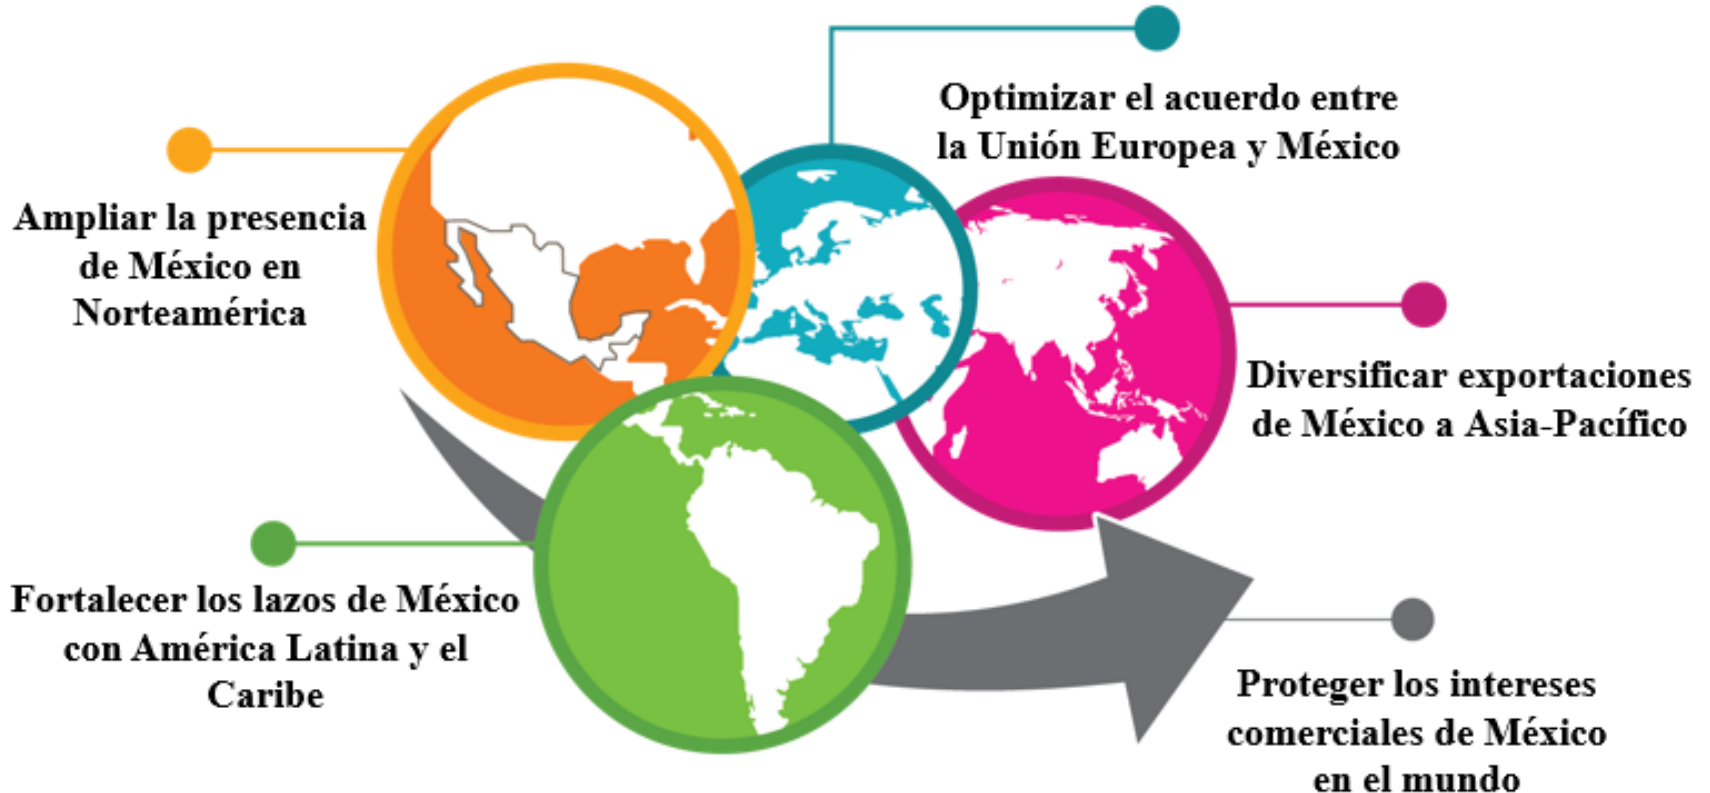 Optimizar el acuerdo entre
la Unión Europea y México
Ampliar la presencia
de México en
Norteamérica
Diversificar exportaciones
de México a Asia-Pacífico
Fortalecer los lazos de México
con América Latina y el
Caribe
Proteger los intereses
comerciales de México
en el mundo